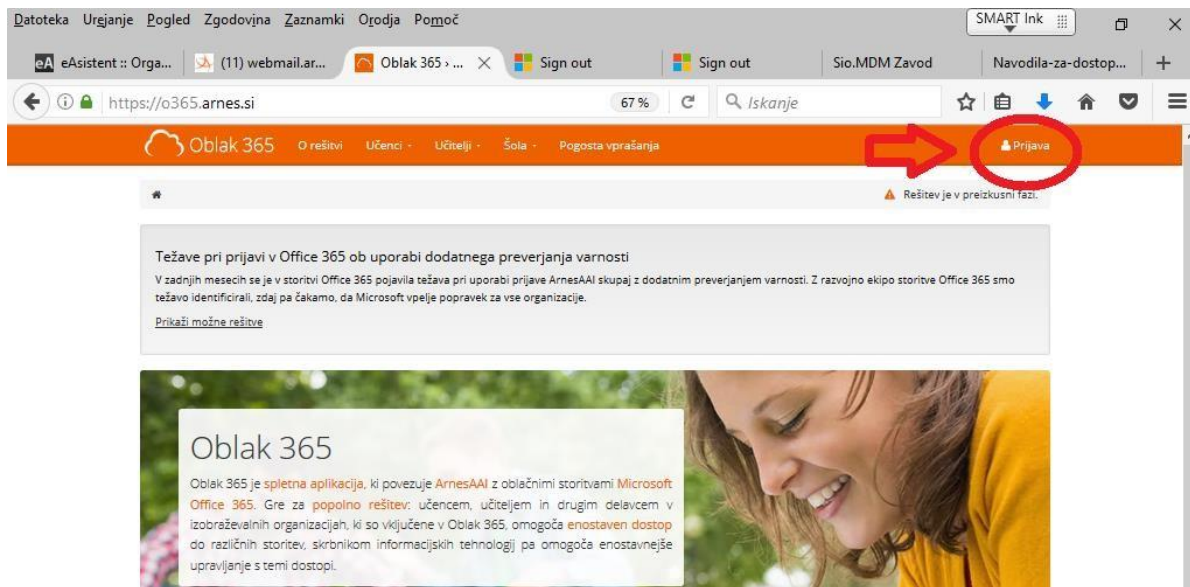 Datoteka Urejanje Pogled Zgodovina Zaznamki Orodja Pomoč
SMART Ink
eA eAsistent :: Orga...
(11) webmail.ar...
Oblak 365 › ...
Sign out
Sign out
Sio.MDM Zavod
Navodila-za-dostop...
https://o365.arnes.si
67 %
Iskanje
Oblak 365 O rešitvi Učenci Učitelji Šola Pogosta vprašanja Prijava
Rešitev je v preizkusni fazi.
Težave pri prijavi v Office 365 ob uporabi dodatnega preverjanja varnosti
V zadnjih mesecih se je v storitvi Office 365 pojavila težava pri uporabi prijave ArnesAAI skupaj z dodatnim preverjanjem varnosti. Z razvojno ekipo storitve Office 365 smo
težavo identificirali, zdaj pa čakamo, da Microsoft vpelje popravek za vse organizacije.
Prikaži možne rešitve
Oblak 365
Oblak 365 je spletna aplikacija, ki povezuje ArnesAAI z oblačnimi storitvami Microsoft
Office 365. Gre za popolno rešitev: učencem, učiteljem in drugim delavcem v
izobraževalnih organizacijah, ki so vključene v Oblak 365, omogoča enostaven dostop
do različnih storitev, skrbnikom informacijskih tehnologij pa omogoča enostavnejše
upravljanje s temi dostopi.